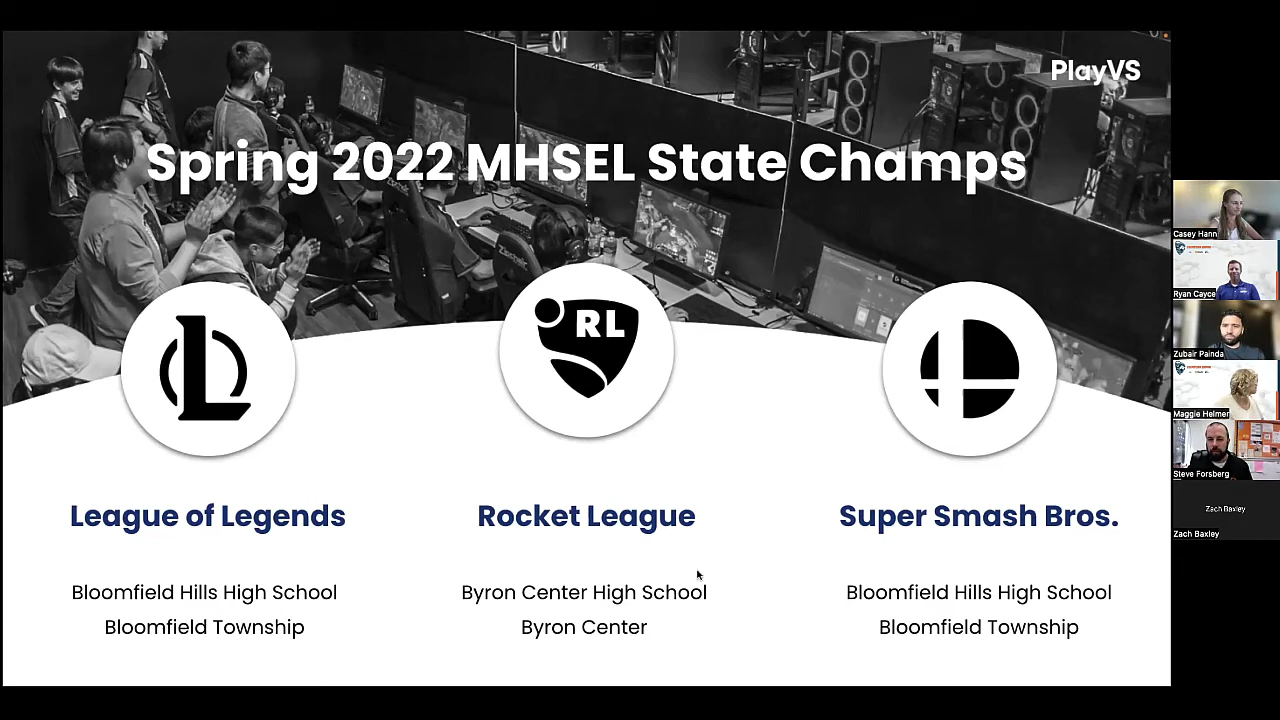 PlayVS
Spring 2022 MHSEL State Champs
RL
League of Legends
Rocket League
Super Smash Bros.
Bloomfield Hills High School
Bloomfield Township
Byron Center High School
Byron Center
Bloomfield Hills High School
Bloomfield Township
Casey Hann
Ryan Cayce
Zubair Painda
Maggie Helmer
Steve Forsberg
Zach Baxley
Zach Baxley